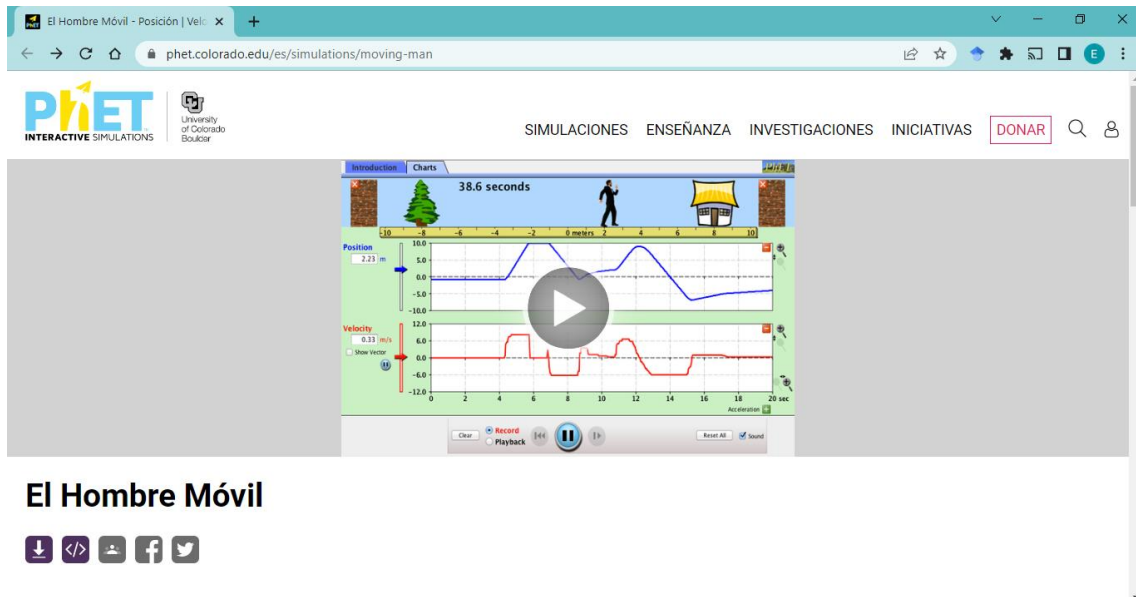 El Hombre Móvil - Posición | Velo
phet.colorado.edu/es/simulations/moving-man
E
PhET
INTERACTIVE SIMULATIONS
University
of Colorado
Boulder
SIMULACIONES ENSEÑANZA INVESTIGACIONES INICIATIVAS DONAR
Introduction Charts
38.6 seconds
-10 -8 -6 -4 -2 0 meters 2 4 6 8 10
Position
2.23 m
10.0
5.0
0.0
-5.0
-10.0
Velocity
0.33 m/s
Show Vector
12.0
6.0
0.0
-6.0
-12.0
0 2 4 6 8 10 12 14 16 18 20 sec
Acceleration
Clear Record
Playback
Reset All Sound
El Hombre Móvil